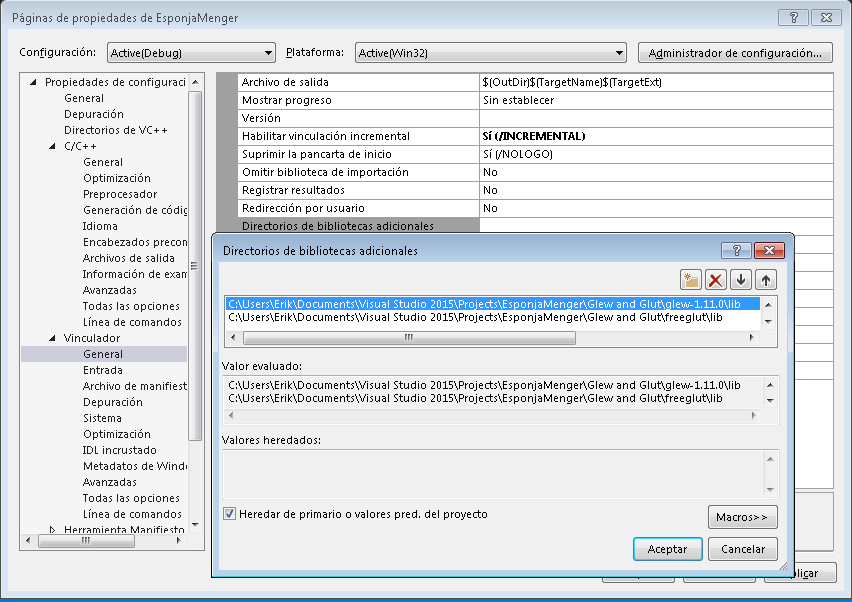 Páginas de propiedades de EsponjaMenger
Configuración: Active(Debug) Plataforma: Active(Win32) Administrador de configuración...
Propiedades de configuraci
General
Depuración
Directorios de VC++
C/C++
General
Optimización
Preprocesador
Generación de códig
Idioma
Encabezados precon
Archivos de salida
Información de exam
Avanzadas
Todas las opciones
Línea de comandos
Vinculador
General
Entrada
Archivo de manifiest
Depuración
Sistema
Optimización
IDL incrustado
Metadatos de Windo
Avanzadas
Todas las opciones
Línea de comandos
Herramienta Manifiesto
Archivo de salida $(OutDir)$(TargetName)$(TargetExt)
Mostrar progreso Sin establecer
Versión
Habilitar vinculación incremental Sí (/INCREMENTAL)
Suprimir la pancarta de inicio Sí (/NOLOGO)
Omitir biblioteca de importación No
Registrar resultados No
Redirección por usuario No
Directorios de bibliotecas adicionales
Directorios de bibliotecas adicionales
C:\Users\Erik\Documents\Visual Studio 2015\Projects\EsponjaMenger\Glew and Glut\glew-1.11.0\lib
C:\Users\Erik\Documents\Visual Studio 2015\Projects\EsponjaMenger\Glew and Glut\freeglut\lib
Valor evaluado:
C:\Users\Erik\Documents\Visual Studio 2015\Projects\EsponjaMenger\Glew and Glut\glew-1.11.0\lib
C:\Users\Erik\Documents\Visual Studio 2015\Projects\EsponjaMenger\Glew and Glut\freeglut\lib
Valores heredados:
Heredar de primario o valores pred. del proyecto
Macros>>
Aceptar Cancelar
plicar